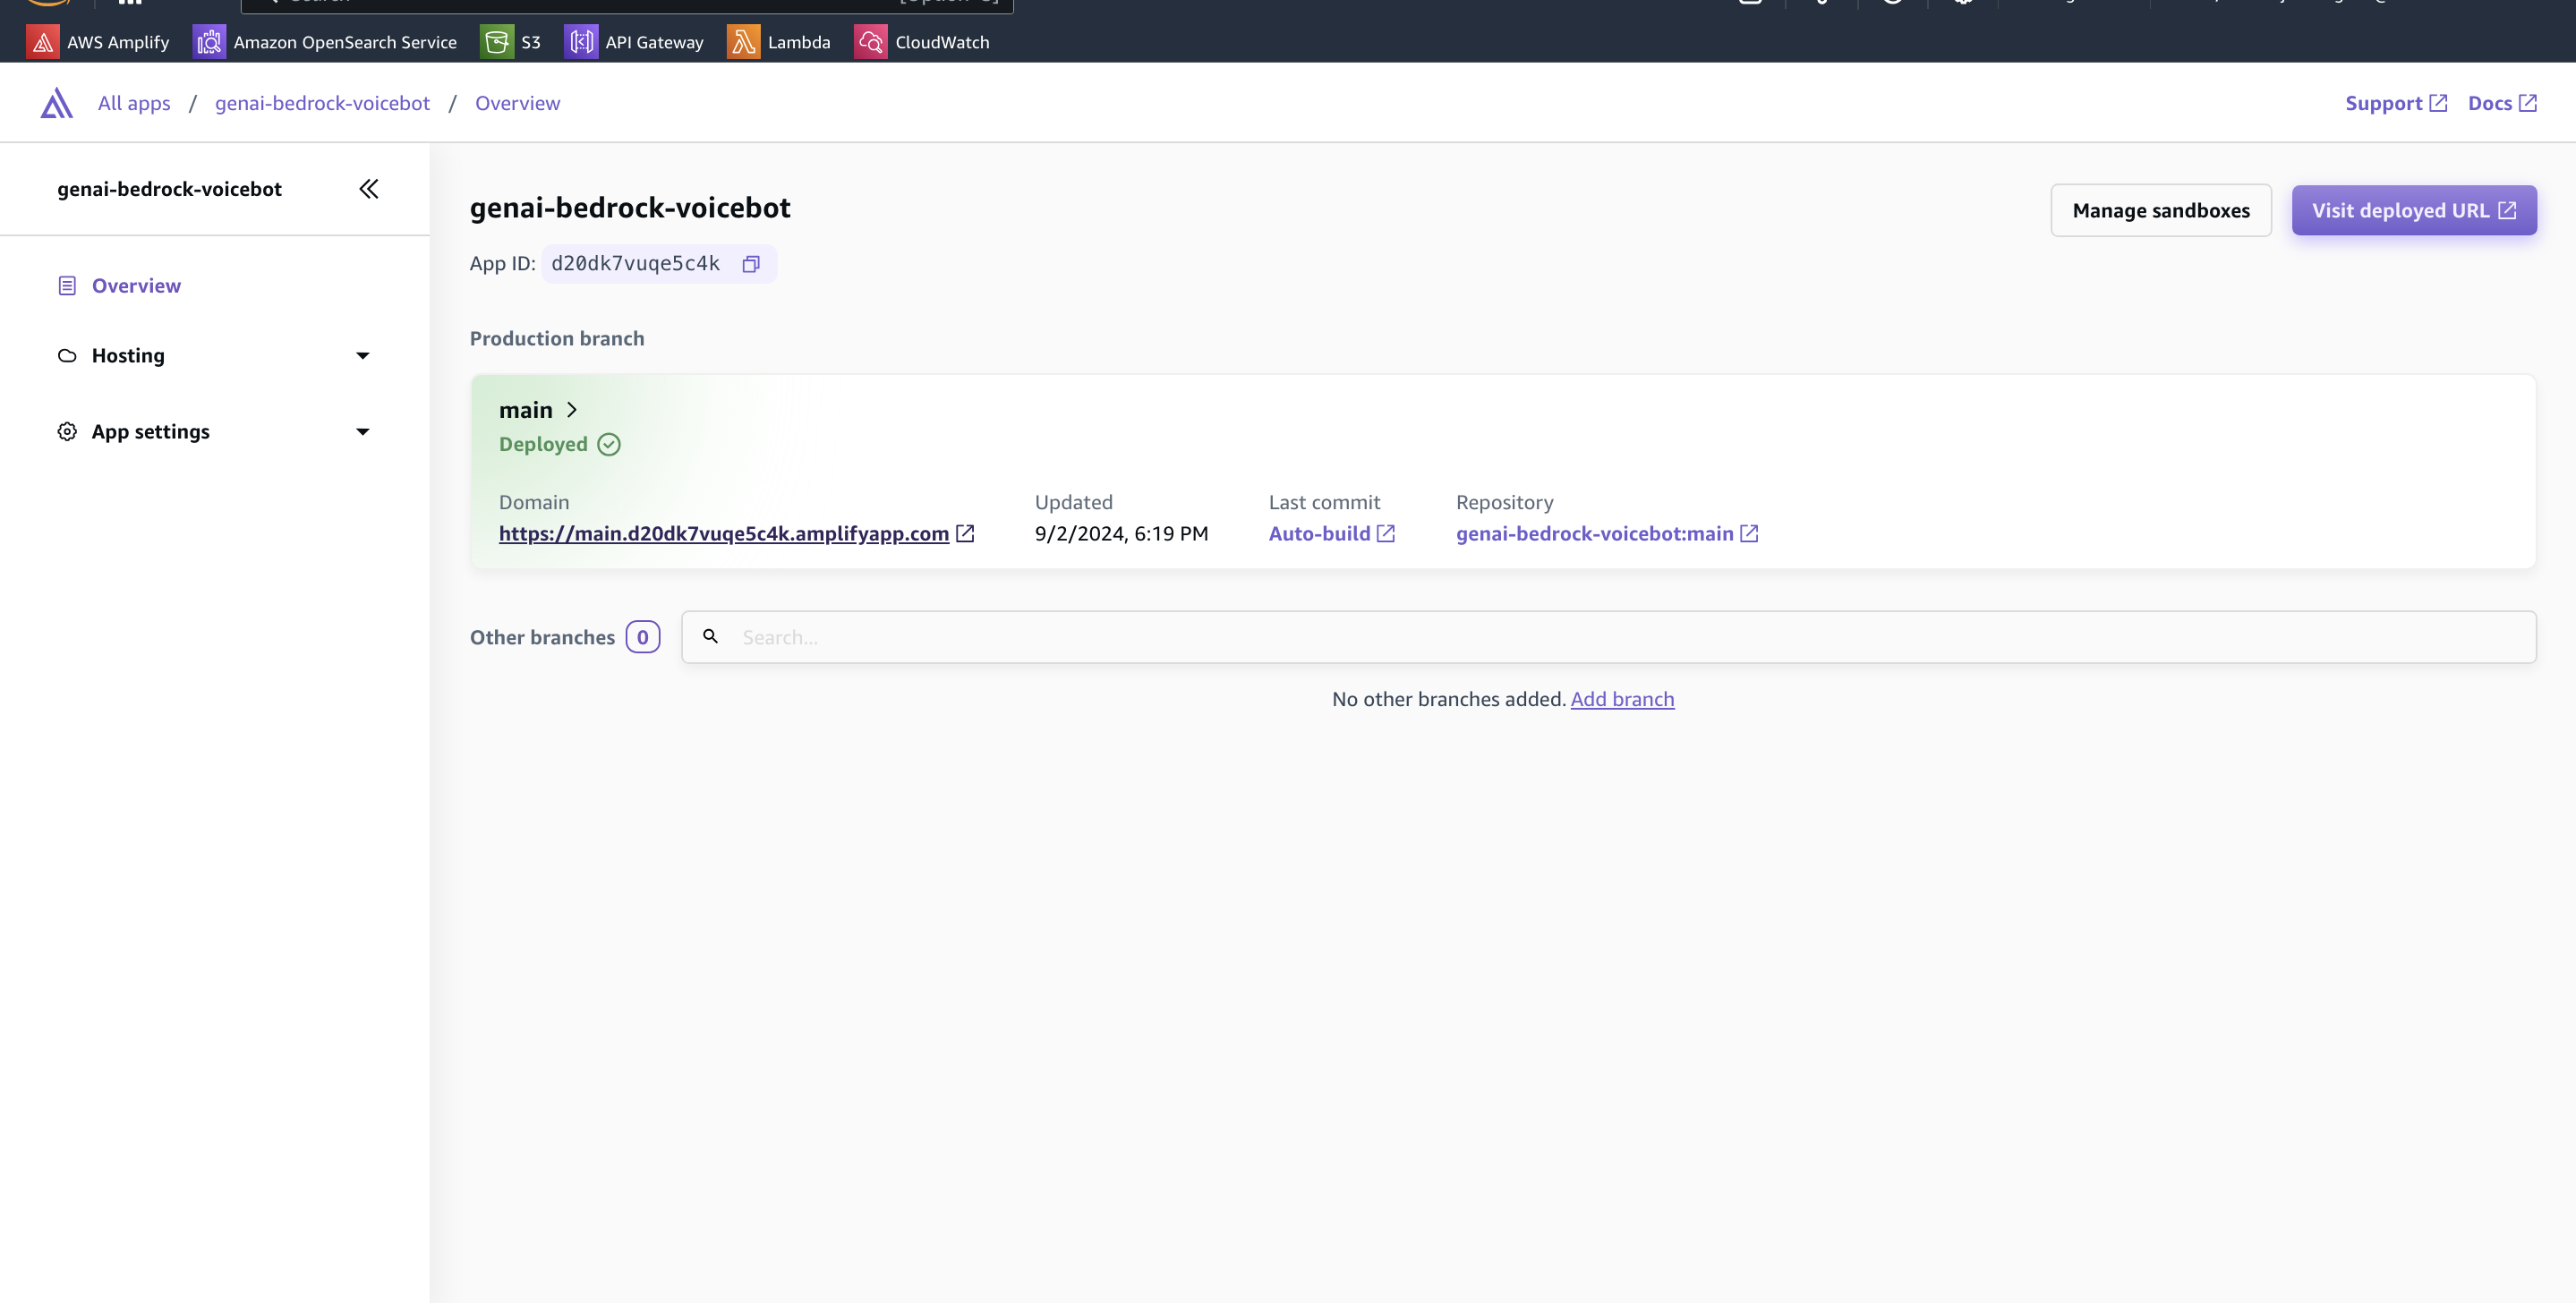 AWS Amplify Amazon OpenSearch Service S3 API Gateway Lambda CloudWatch
All apps / genai-bedrock-voicebot / Overview Support Docs
genai-bedrock-voicebot
Overview
Hosting
App settings
genai-bedrock-voicebot
Manage sandboxes Visit deployed URL
App ID: d20dk7vuqe5c4k
Production branch
main
Deployed
Domain Updated Last commit Repository
https://main.d20dk7vuqe5c4k.amplifyapp.com 9/2/2024, 6:19 PM Auto-build genai-bedrock-voicebot:main
Other branches 0 Search...
No other branches added. Add branch